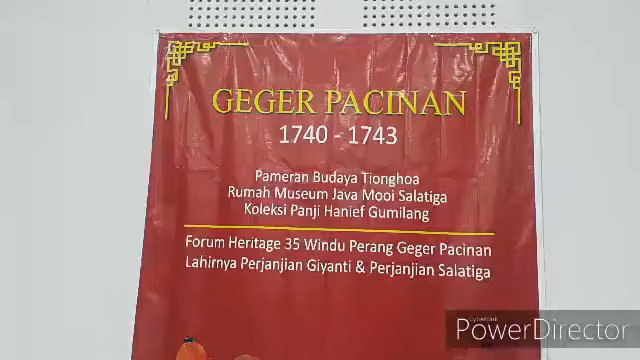 GEGER PACINAN
1740 - 1743
Pameran Budaya Tionghoa
Rumah Museum Java Mooi Salatiga
Koleksi Panji Hanief Gumilang
Forum Heritage 35 Windu Perang Geger Pacinan
Lahirnya Perjanjian Giyanti & Perjanjian Salatiga
CyberLink
PowerDirector